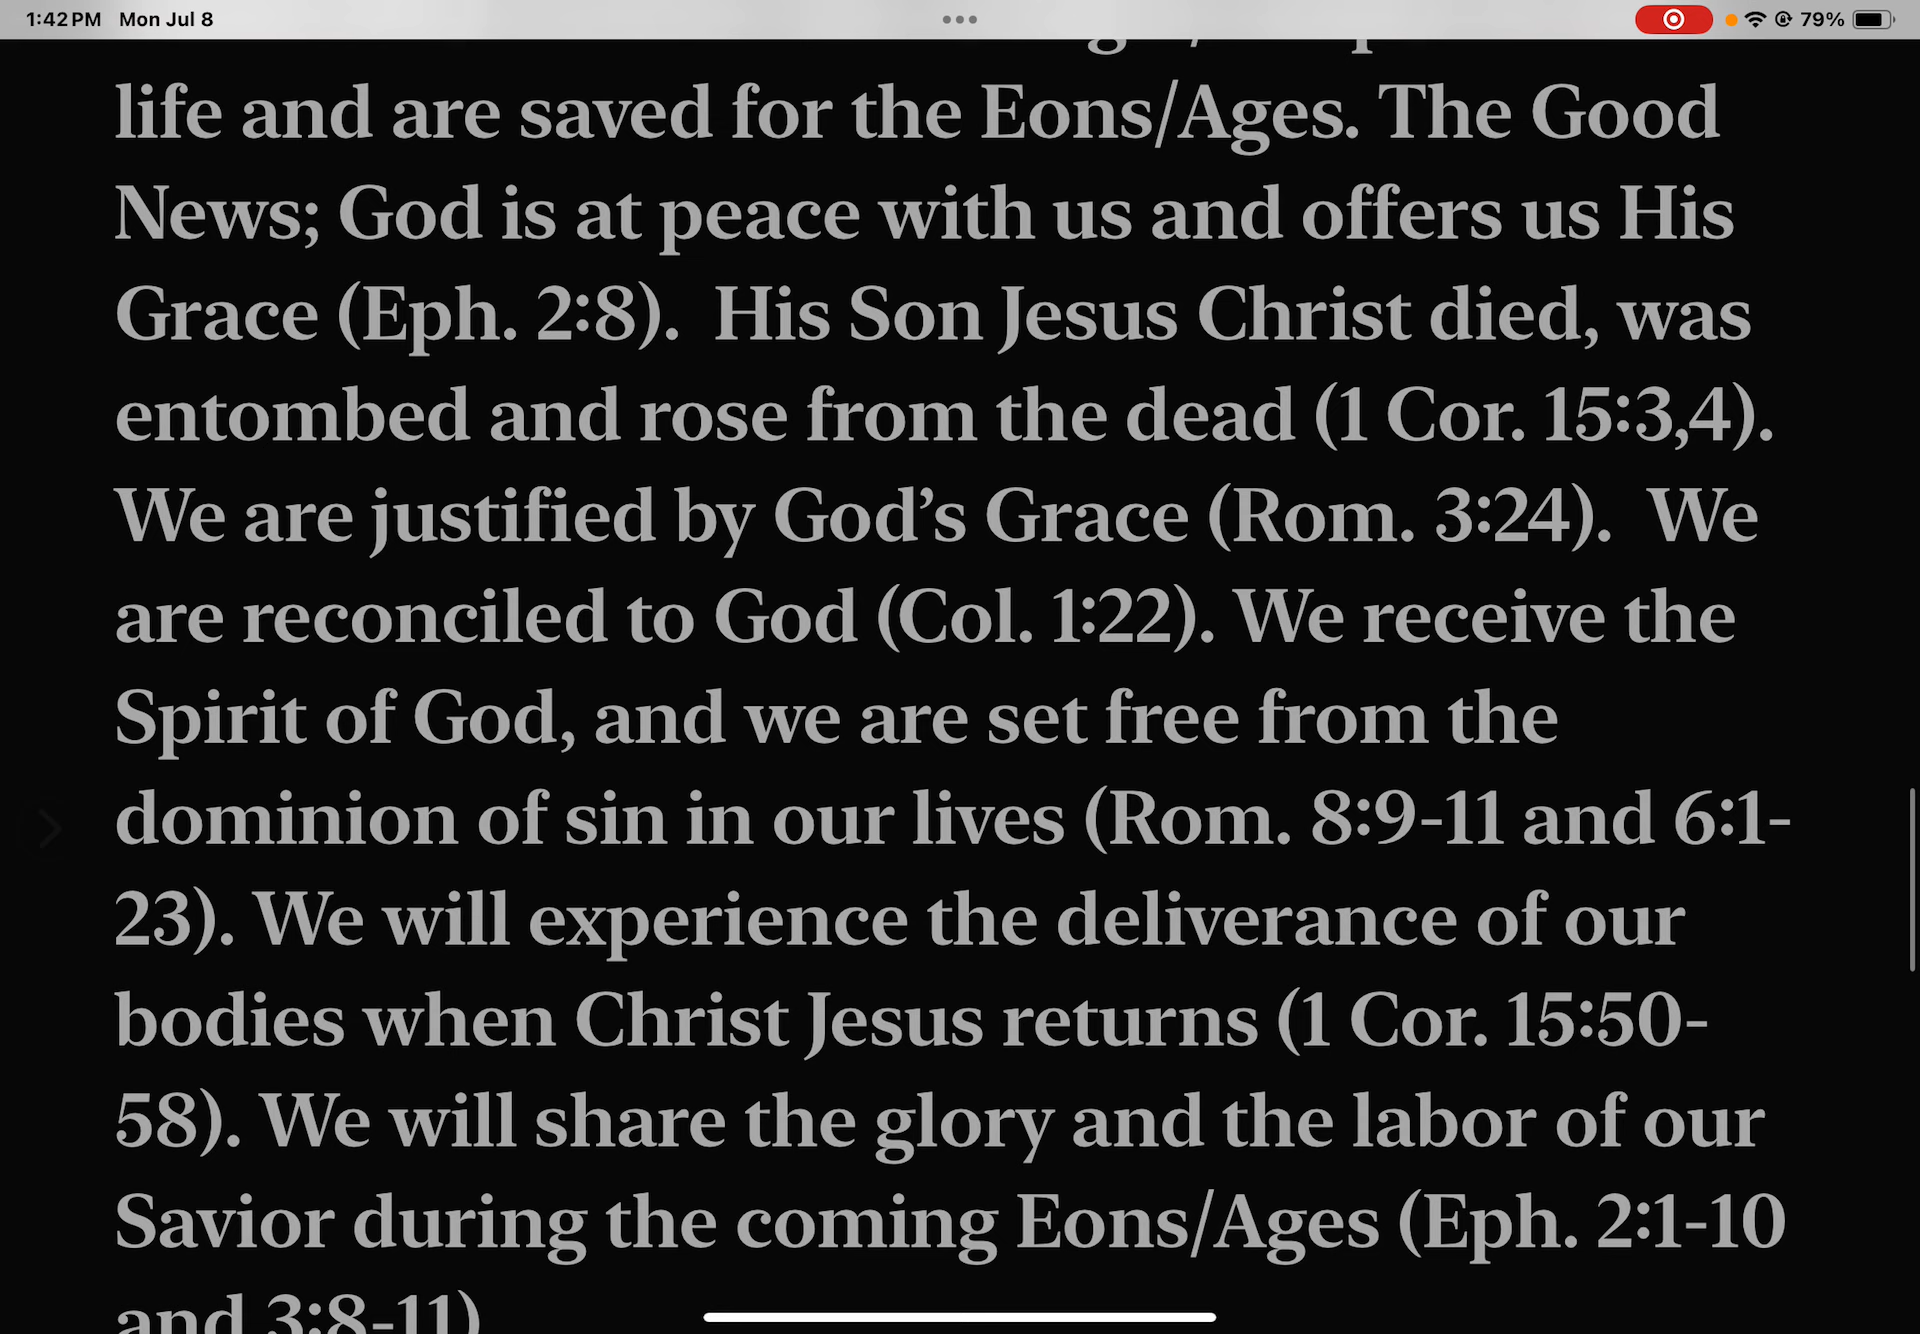 1:42 PM Mon Jul 8
79%
life and are saved for the Eons/Ages. The Good
News; God is at peace with us and offers us His
Grace (Eph. 2:8).  His Son Jesus Christ died, was
entombed and rose from the dead (1 Cor. 15:3,4).
We are justified by God’s Grace (Rom. 3:24).  We
are reconciled to God (Col. 1:22). We receive the
Spirit of God, and we are set free from the
dominion of sin in our lives (Rom. 8:9-11 and 6:1-
23). We will experience the deliverance of our
bodies when Christ Jesus returns (1 Cor. 15:50-
58). We will share the glory and the labor of our
Savior during the coming Eons/Ages (Eph. 2:1-10
and 3:8-11)